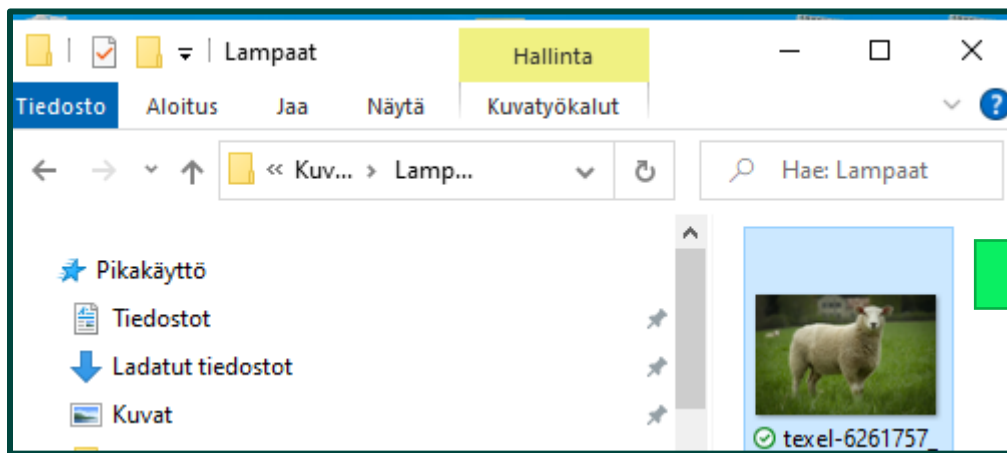 Lampaat
Hallinta
Tiedosto Aloitus Jaa Näytä Kuvatyökalut
« Kuv... › Lamp... Hae: Lampaat
Pikakäyttö
Tiedostot
Ladatut tiedostot
Kuvat
texel-6261757_